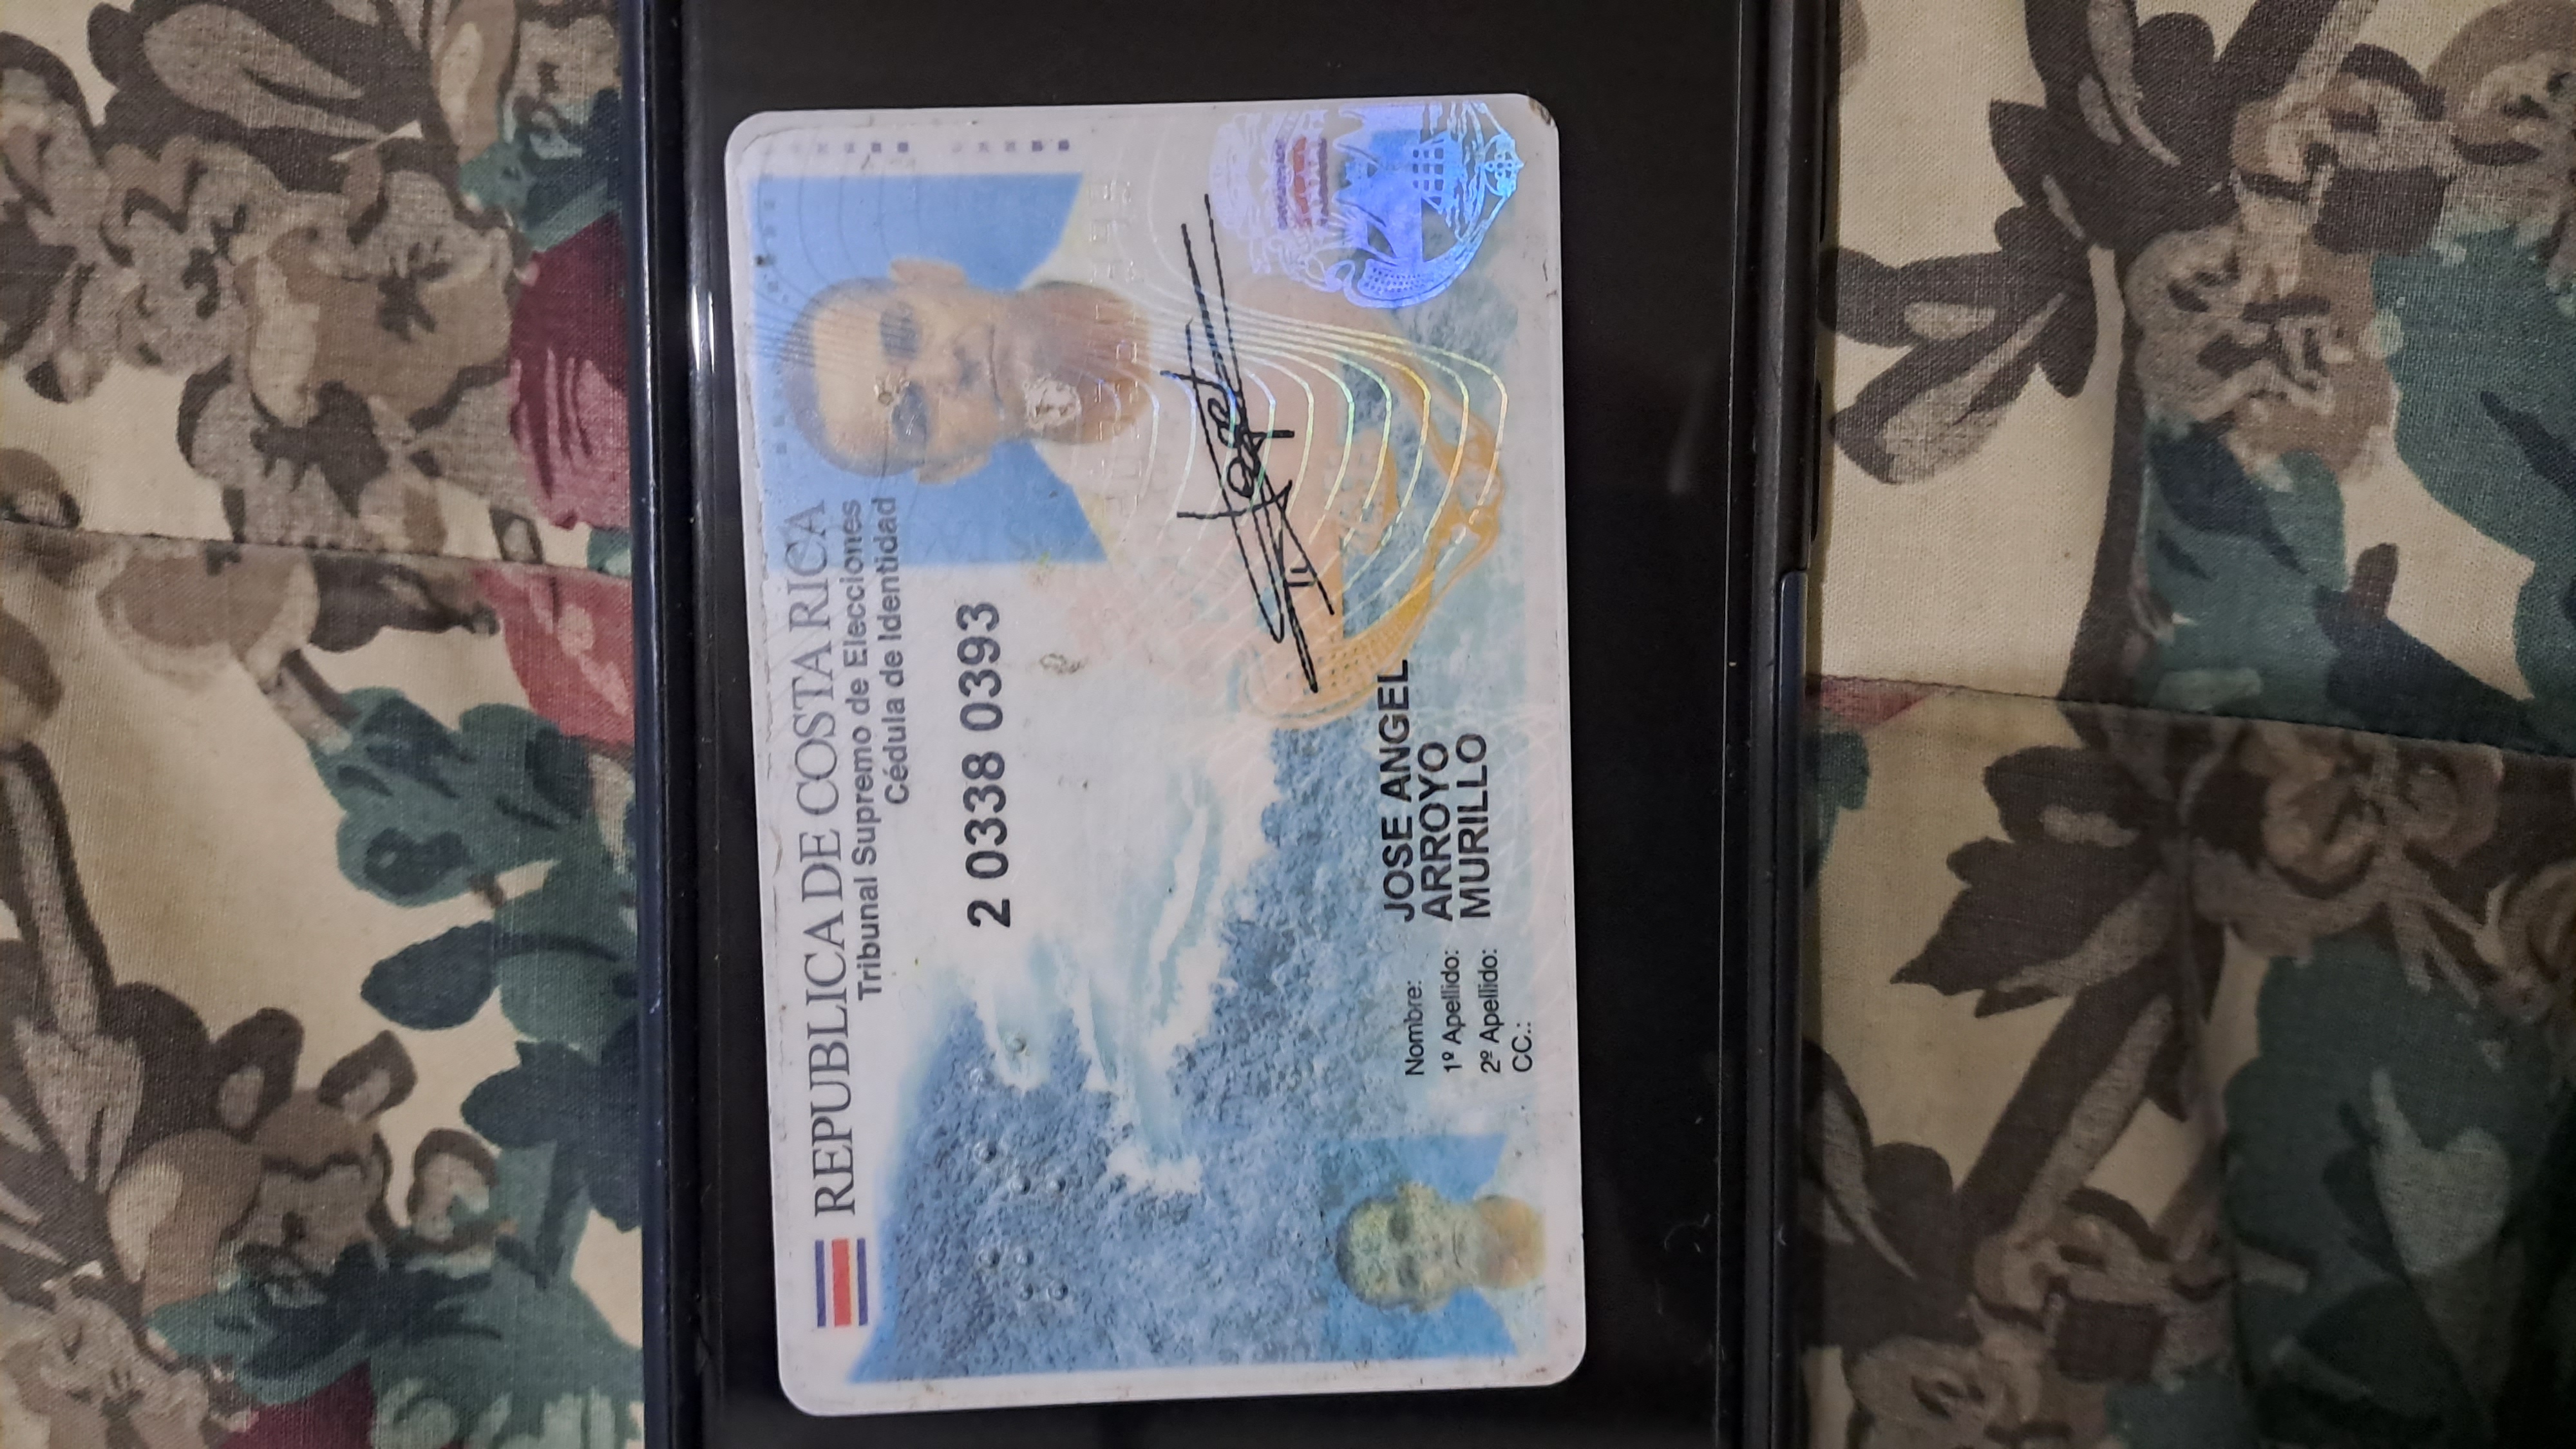 REPUBLICA DE COSTA RICA
Tribunal Supremo de Elecciones
Cédula de Identidad
2 0338 0393
Nombre: JOSE ANGEL
1º Apellido: ARROYO
2º Apellido: MURILLO
CC.: